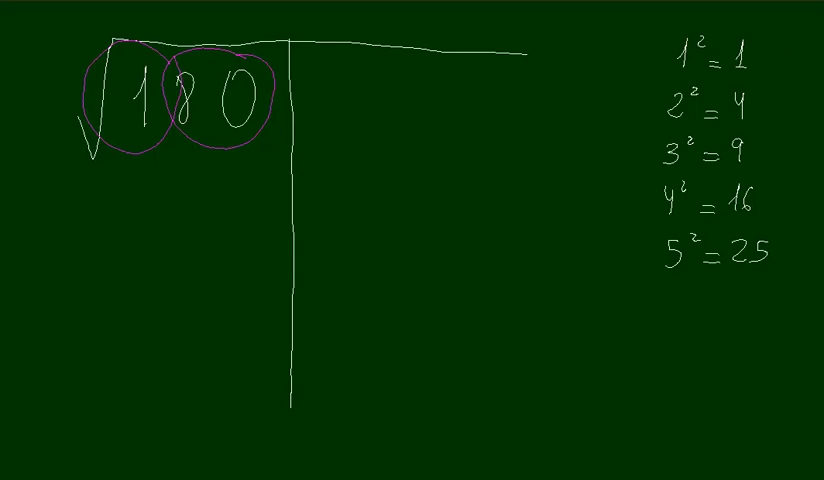 √180
1² = 1
2² = 4
3² = 9
4² = 16
5² = 25